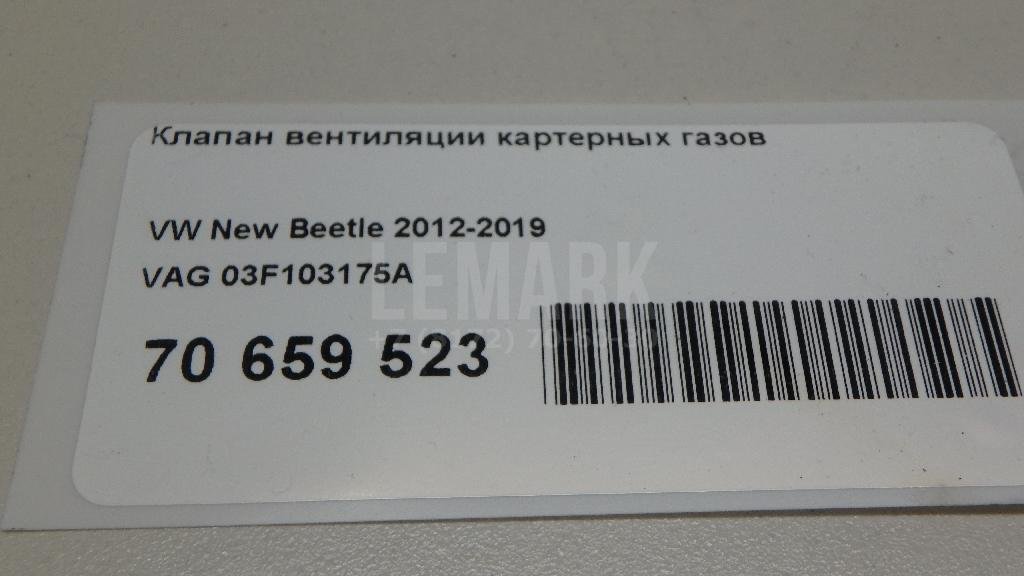 Клапан вентиляции картерных газов
VW New Beetle 2012-2019
VAG 03F103175A
LEMARK
70 659 523